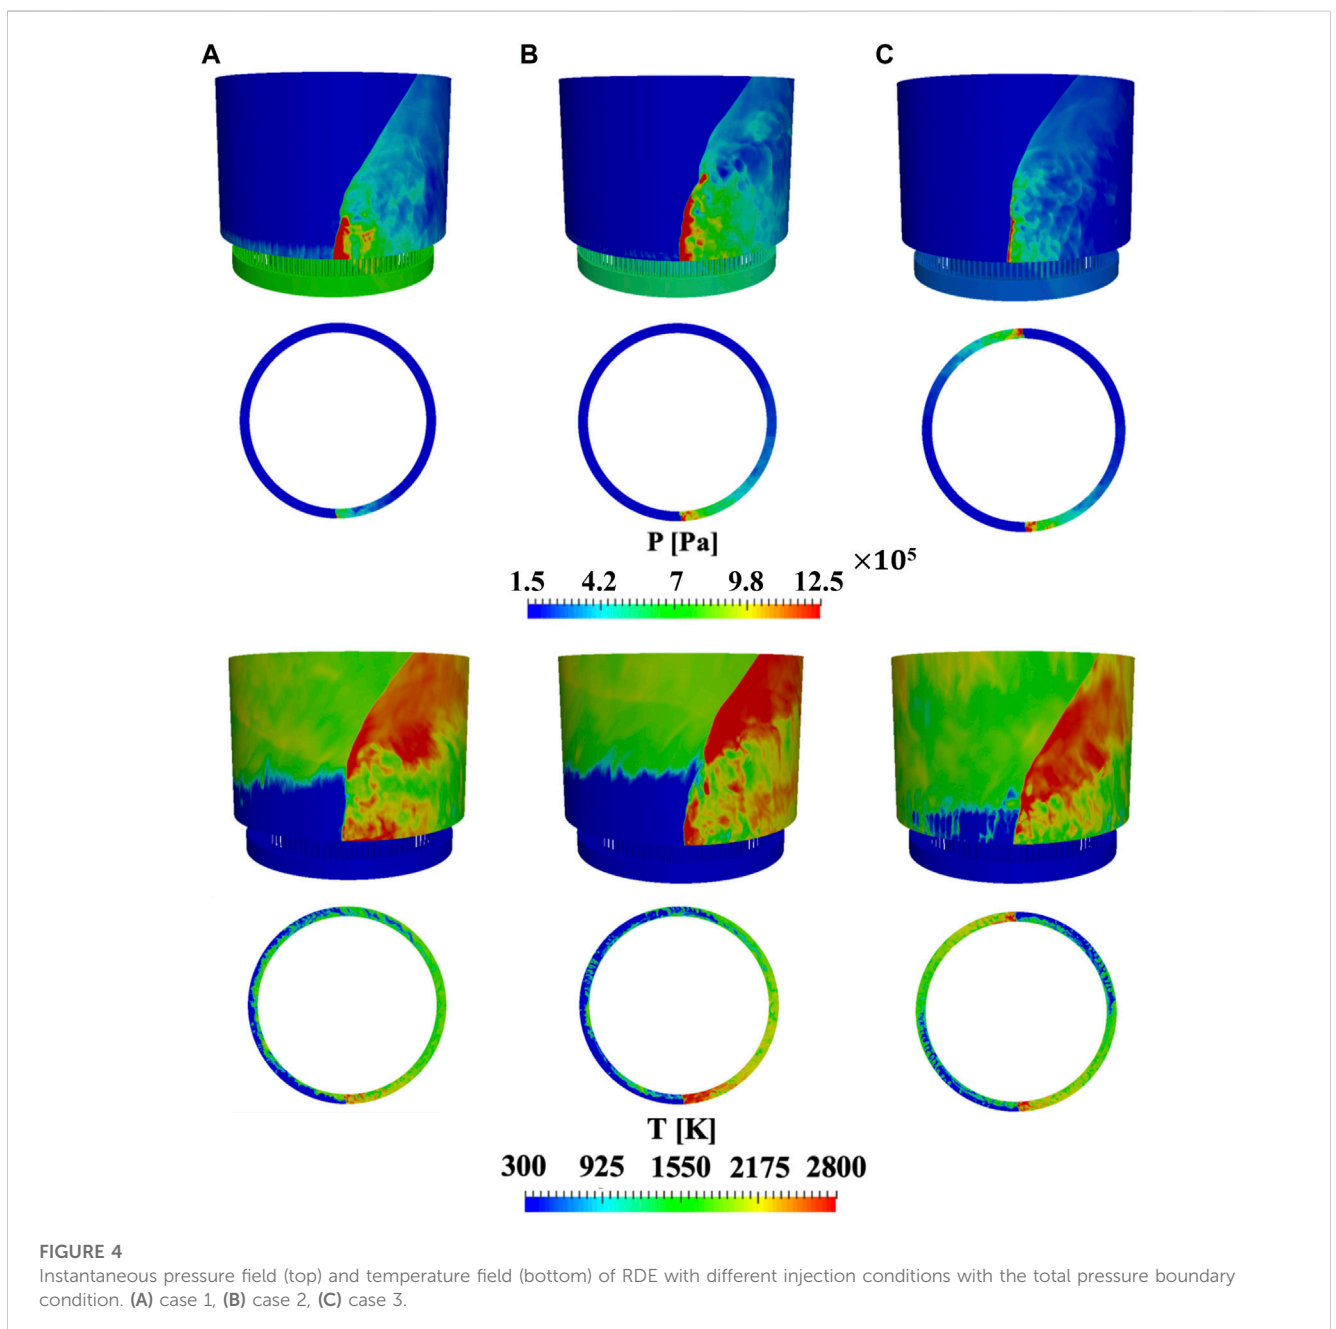 A B C
P [Pa]
×10⁵
1.5 4.2 7 9.8 12.5
T [K]
300 925 1550 2175 2800
FIGURE 4
Instantaneous pressure field (top) and temperature field (bottom) of RDE with different injection conditions with the total pressure boundary
condition. (A) case 1, (B) case 2, (C) case 3.